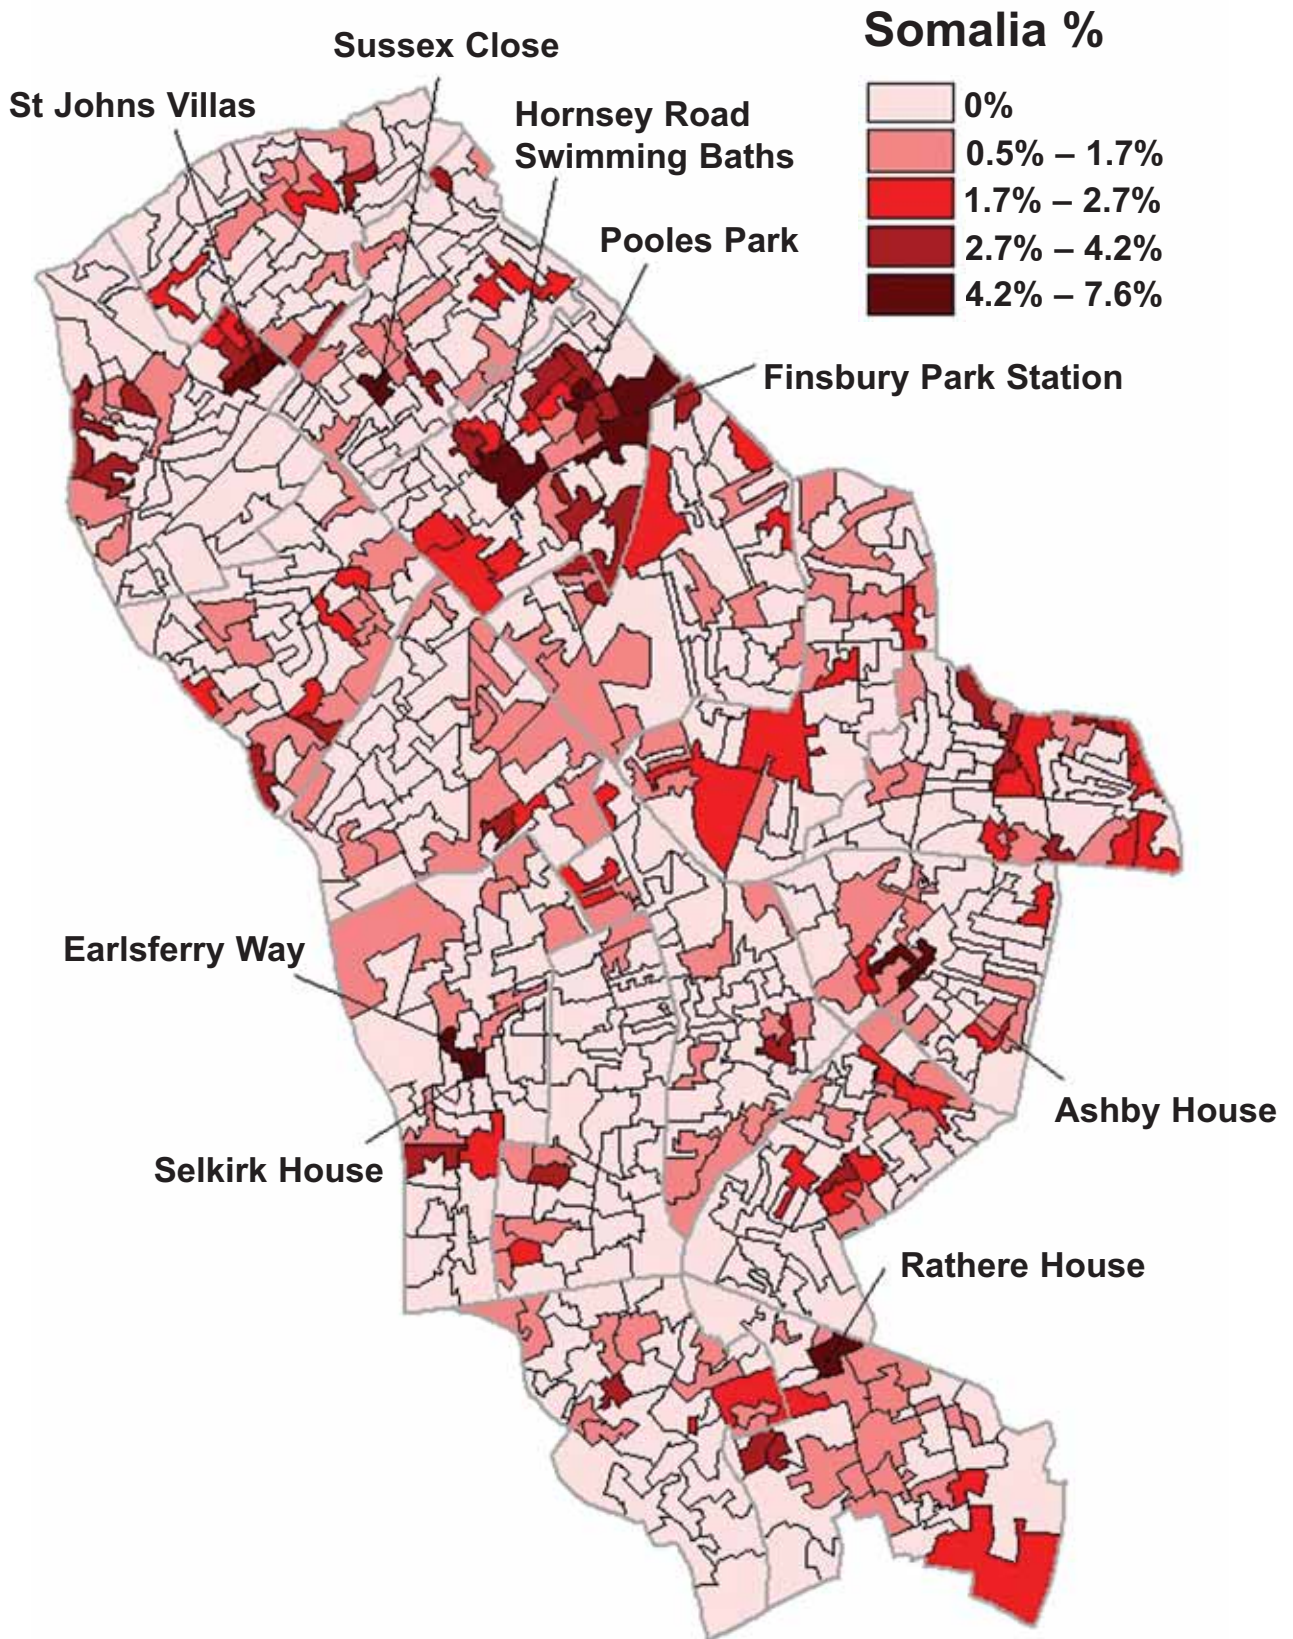 Somalia %
0%
0.5% – 1.7%
1.7% – 2.7%
2.7% – 4.2%
4.2% – 7.6%
Sussex Close
St Johns Villas
Hornsey Road
Swimming Baths
Pooles Park
Finsbury Park Station
Earlsferry Way
Ashby House
Selkirk House
Rathere House